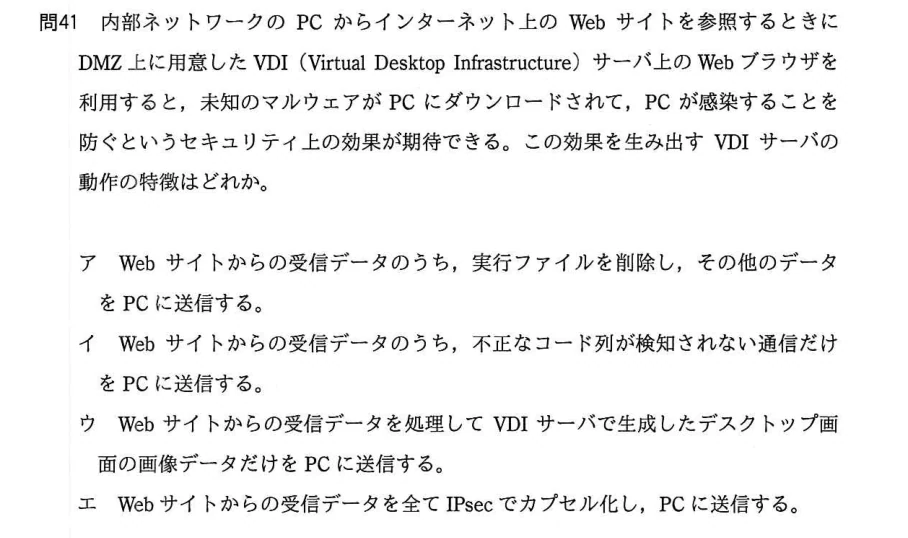 問41 内部ネットワークの PC からインターネット上の Web サイトを参照するときに
DMZ 上に用意した VDI（Virtual Desktop Infrastructure）サーバ上の Web ブラウザを
利用すると，未知のマルウェアが PC にダウンロードされて，PC が感染することを
防ぐというセキュリティ上の効果が期待できる。この効果を生み出す VDI サーバの
動作の特徴はどれか。
ア Web サイトからの受信データのうち，実行ファイルを削除し，その他のデータ
を PC に送信する。
イ Web サイトからの受信データのうち，不正なコード列が検知されない通信だけ
を PC に送信する。
ウ Web サイトからの受信データを処理して VDI サーバで生成したデスクトップ画
面の画像データだけを PC に送信する。
エ Web サイトからの受信データを全て IPsec でカプセル化し，PC に送信する。